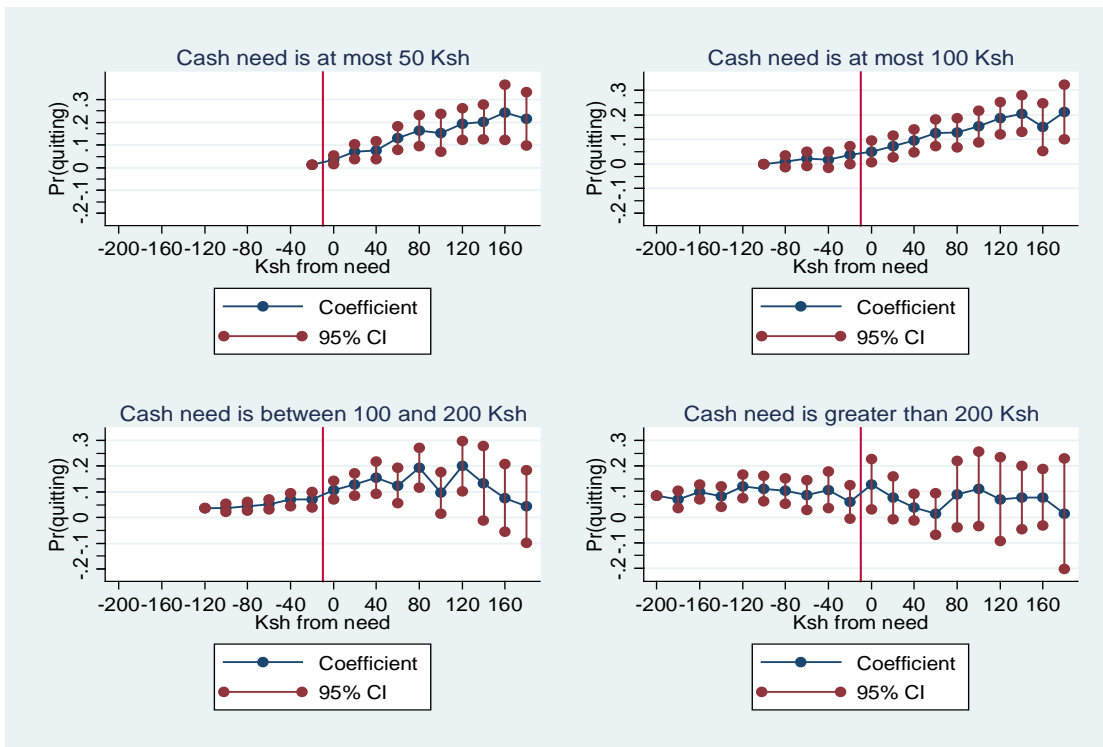 Cash need is at most 50 Ksh
Pr(quitting)
-.2 -.1 0 .1 .2 .3
-200 -160 -120 -80 -40 0 40 80 120 160
Ksh from need
Coefficient
95% CI
Cash need is at most 100 Ksh
Pr(quitting)
-.2 -.1 0 .1 .2 .3
-200 -160 -120 -80 -40 0 40 80 120 160
Ksh from need
Coefficient
95% CI
Cash need is between 100 and 200 Ksh
Pr(quitting)
-.2 -.1 0 .1 .2 .3
-200 -160 -120 -80 -40 0 40 80 120 160
Ksh from need
Coefficient
95% CI
Cash need is greater than 200 Ksh
Pr(quitting)
-.2 -.1 0 .1 .2 .3
-200 -160 -120 -80 -40 0 40 80 120 160
Ksh from need
Coefficient
95% CI